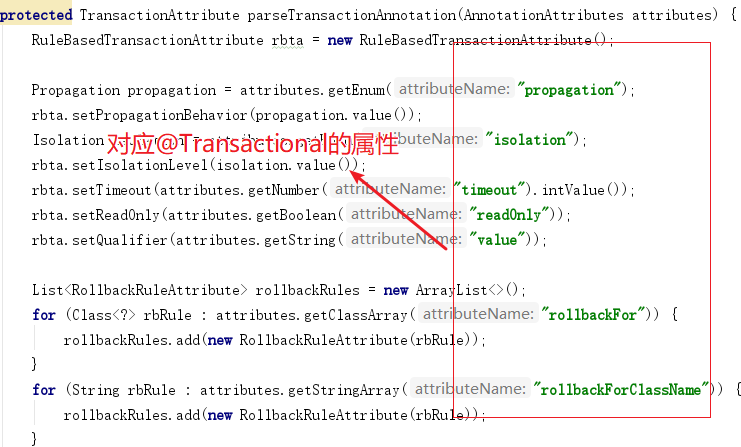 protected TransactionAttribute parseTransactionAnnotation(AnnotationAttributes attributes) {
RuleBasedTransactionAttribute rbta = new RuleBasedTransactionAttribute();
Propagation propagation = attributes.getEnum( attributeName: "propagation");
rbta.setPropagationBehavior(propagation.value());
Isolation "isolation");
对应@Transactional的属性
rbta.setIsolationLevel(isolation.value());
rbta.setTimeout(attributes.getNumber( attributeName: "timeout").intValue());
rbta.setReadOnly(attributes.getBoolean( attributeName: "readOnly"));
rbta.setQualifier(attributes.getString( attributeName: "value"));
List<RollbackRuleAttribute> rollbackRules = new ArrayList<>();
for (Class<?> rbRule : attributes.getClassArray( attributeName: "rollbackFor")) {
rollbackRules.add(new RollbackRuleAttribute(rbRule));
}
for (String rbRule : attributes.getStringArray( attributeName: "rollbackForClassName")) {
rollbackRules.add(new RollbackRuleAttribute(rbRule));
}